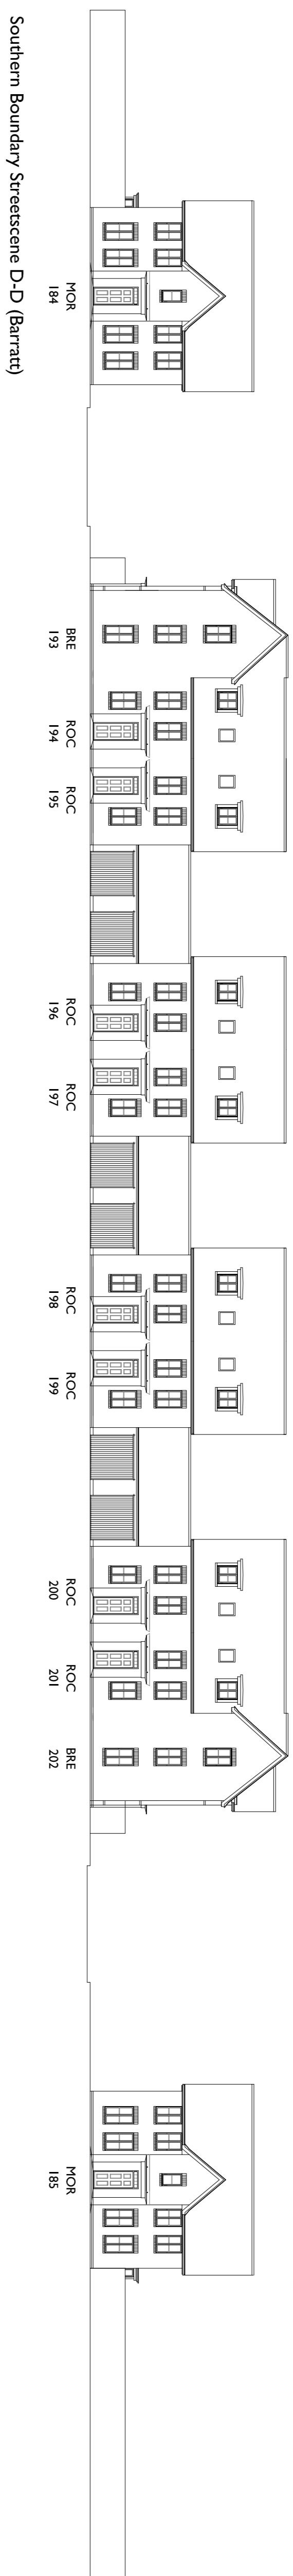 MOR
184
BRE
193
ROC
194
ROC
195
ROC
196
ROC
197
ROC
198
ROC
199
ROC
200
ROC
201
BRE
202
MOR
185
Southern Boundary Streetscene D-D (Barratt)